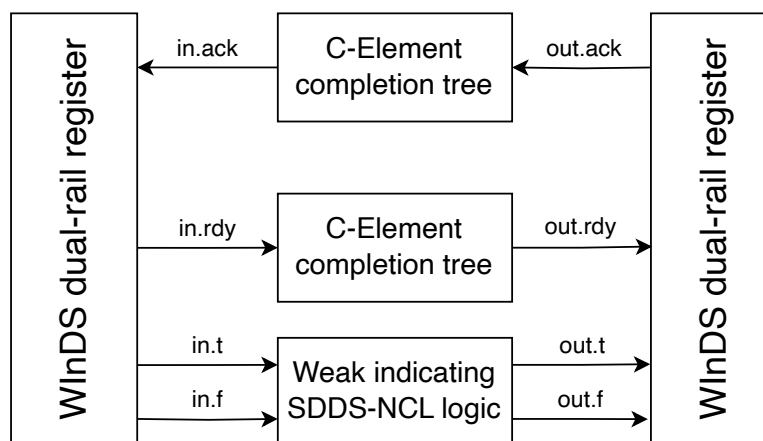 WInDS dual-rail register
in.ack
C-Element
completion tree
out.ack
WInDS dual-rail register
in.rdy
C-Element
completion tree
out.rdy
in.t
in.f
Weak indicating
SDDS-NCL logic
out.t
out.f